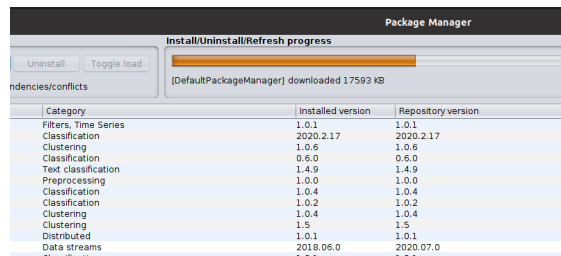 Package Manager
Install/Uninstall/Refresh progress
Uninstall Toggle load
[DefaultPackageManager] downloaded 17593 KB
ndencies/conflicts
Category Installed version Repository version
Filters, Time Series 1.0.1 1.0.1
Classification 2020.2.17 2020.2.17
Clustering 1.0.6 1.0.6
Classification 0.6.0 0.6.0
Text classification 1.4.9 1.4.9
Preprocessing 1.0.0 1.0.0
Classification 1.0.4 1.0.4
Classification 1.0.2 1.0.2
Clustering 1.0.4 1.0.4
Clustering 1.5 1.5
Distributed 1.0.1 1.0.1
Data streams 2018.06.0 2020.07.0